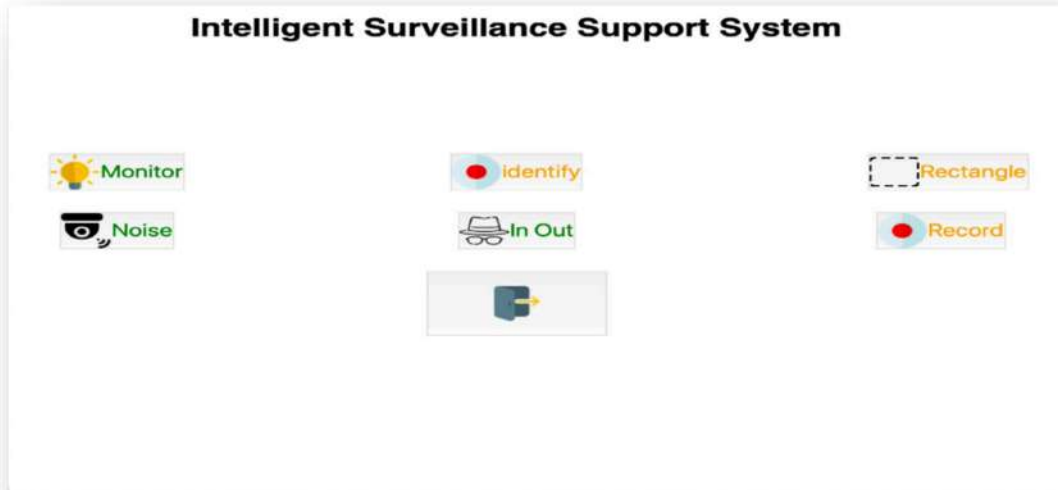 Intelligent Surveillance Support System
Monitor
identify
Rectangle
Noise
In Out
Record